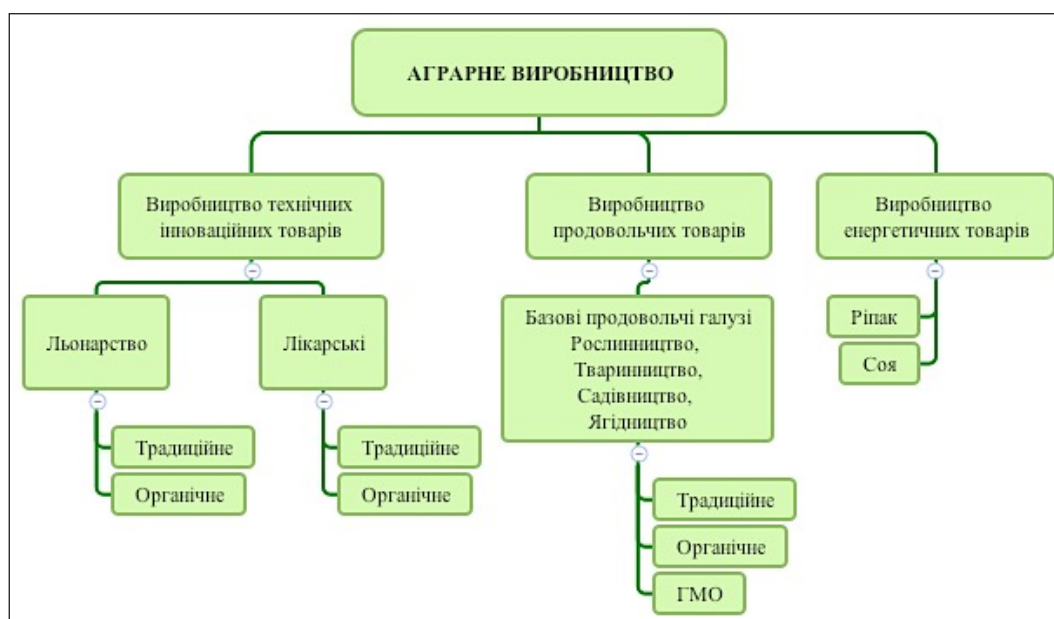 АГРАРНЕ ВИРОБНИЦТВО
Виробництво технічних
інноваційних товарів
Виробництво
продовольчих товарів
Виробництво
енергетичних товарів
Льонарство
Лікарські
Базові продовольчі галузі
Рослинництво,
Тваринництво,
Садівництво,
Ягідництво
Ріпак
Соя
Традиційне
Органічне
Традиційне
Органічне
Традиційне
Органічне
ГМО